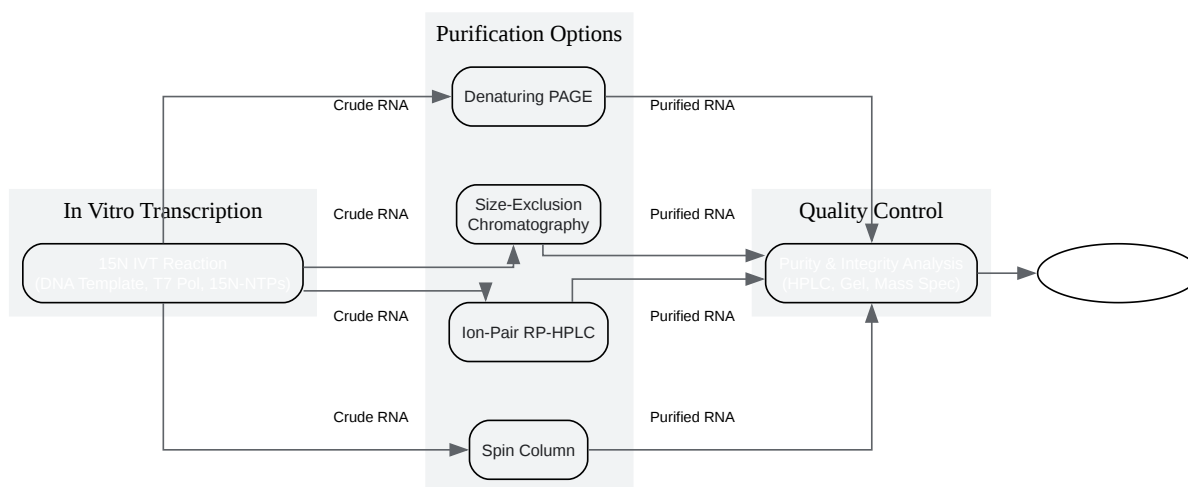 Purification Options
Denaturing PAGE
Crude RNA
Purified RNA
In Vitro Transcription
Size-Exclusion
Chromatography
Crude RNA
Purified RNA
Quality Control
15N IVT Reaction
(DNA Template, T7 Pol, 15N-NTPs)
Purity & Integrity Analysis
(HPLC, Gel, Mass Spec)
Crude RNA
Ion-Pair RP-HPLC
Purified RNA
Crude RNA
Purified RNA
Spin Column